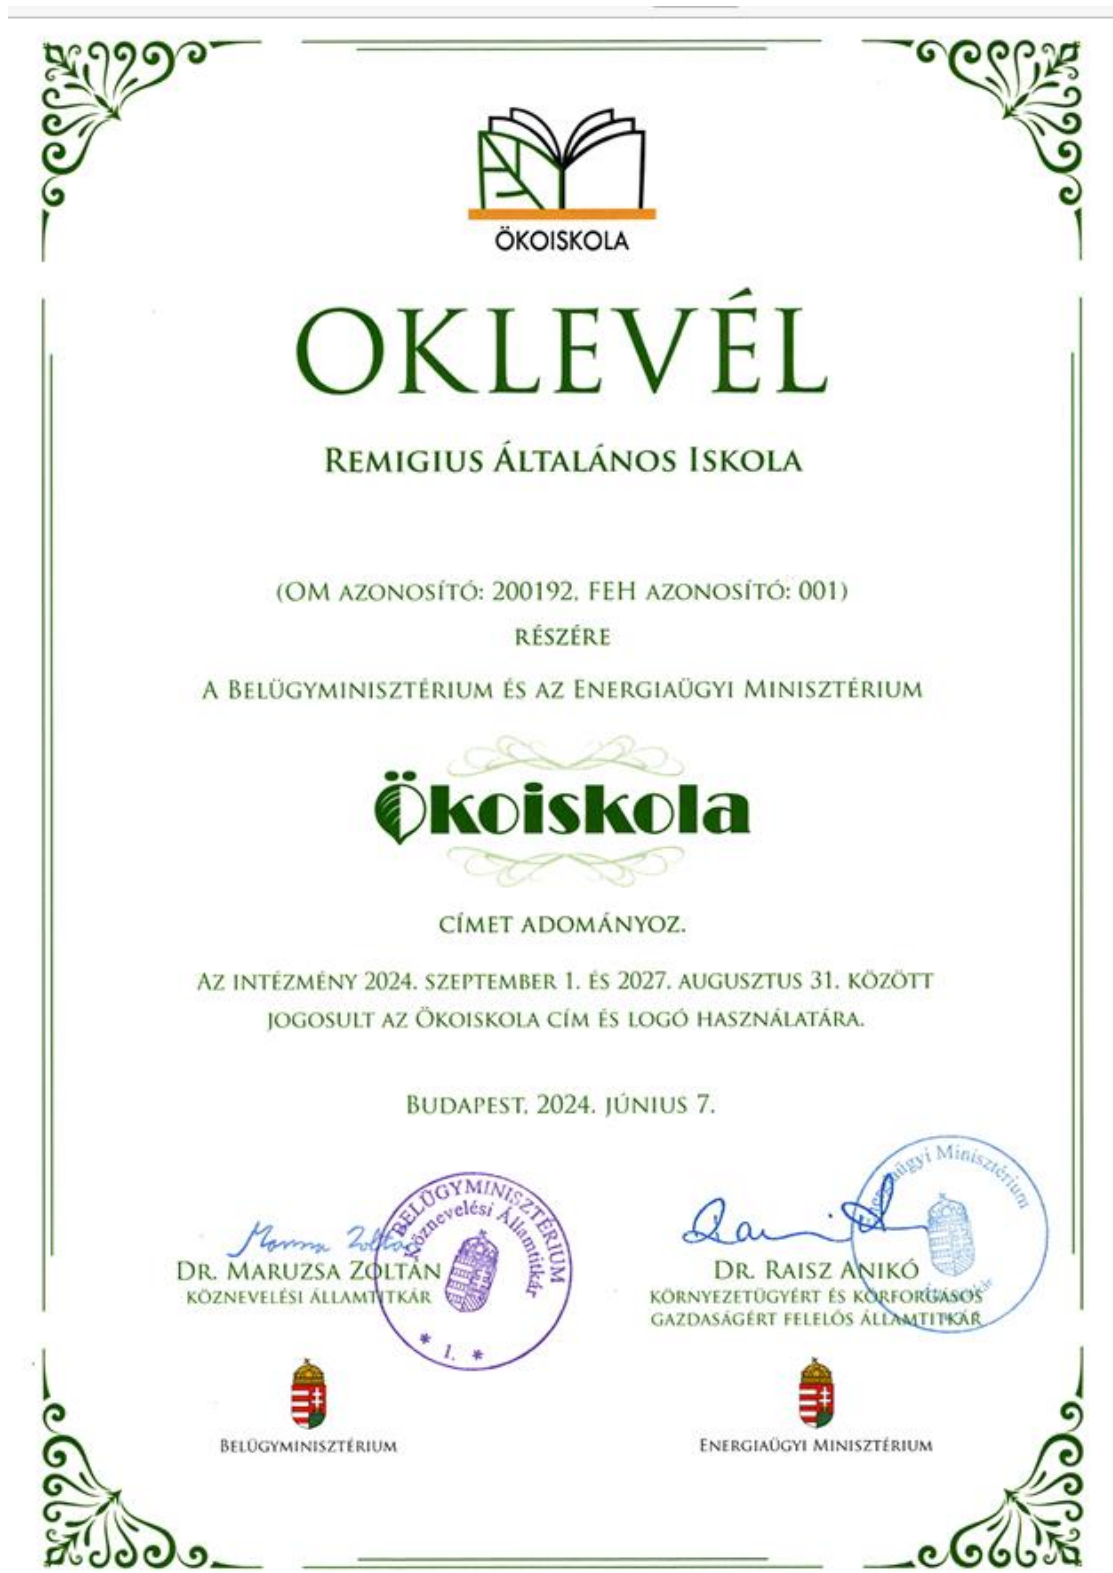 ÖKOISKOLA
OKLEVÉL
REMIGIUS ÁLTALÁNOS ISKOLA
(OM AZONOSÍTÓ: 200192, FEH AZONOSÍTÓ: 001)
RÉSZÉRE
A BELÜGYMINISZTÉRIUM ÉS AZ ENERGIAÜGYI MINISZTÉRIUM
Ökoiskola
CÍMET ADOMÁNYOZ.
AZ INTÉZMÉNY 2024. SZEPTEMBER 1. ÉS 2027. AUGUSZTUS 31. KÖZÖTT
JOGOSULT AZ ÖKOISKOLA CÍM ÉS LOGÓ HASZNÁLATÁRA.
BUDAPEST, 2024. JÚNIUS 7.
BELÜGYMINISZTÉRIUM
Köznevelési Államtitkár
* 1. *
DR. MARUZSA ZOLTÁN
KÖZNEVELÉSI ÁLLAMTITKÁR
Minisztérium
DR. RAISZ ANIKÓ
KÖRNYEZETÜGYÉRT ÉS KÖRFORGÁSOS
GAZDASÁGÉRT FELELŐS ÁLLAMTITKÁR
BELÜGYMINISZTÉRIUM
ENERGIAÜGYI MINISZTÉRIUM